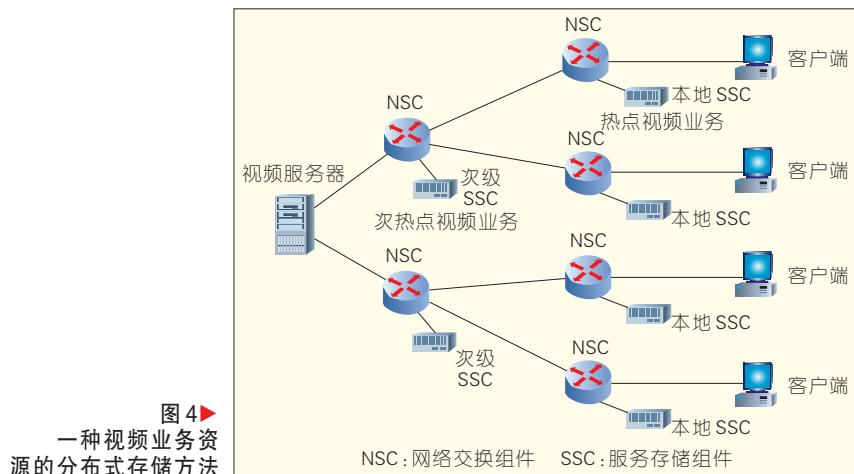 NSC
客户端
本地 SSC
热点视频业务
NSC
NSC
视频服务器
次级
SSC
次热点视频业务
客户端
本地 SSC
NSC
NSC
客户端
本地 SSC
次级
SSC
NSC
客户端
本地 SSC
NSC:网络交换组件 SSC:服务存储组件
图 4▶
一种视频业务资
源的分布式存储方法